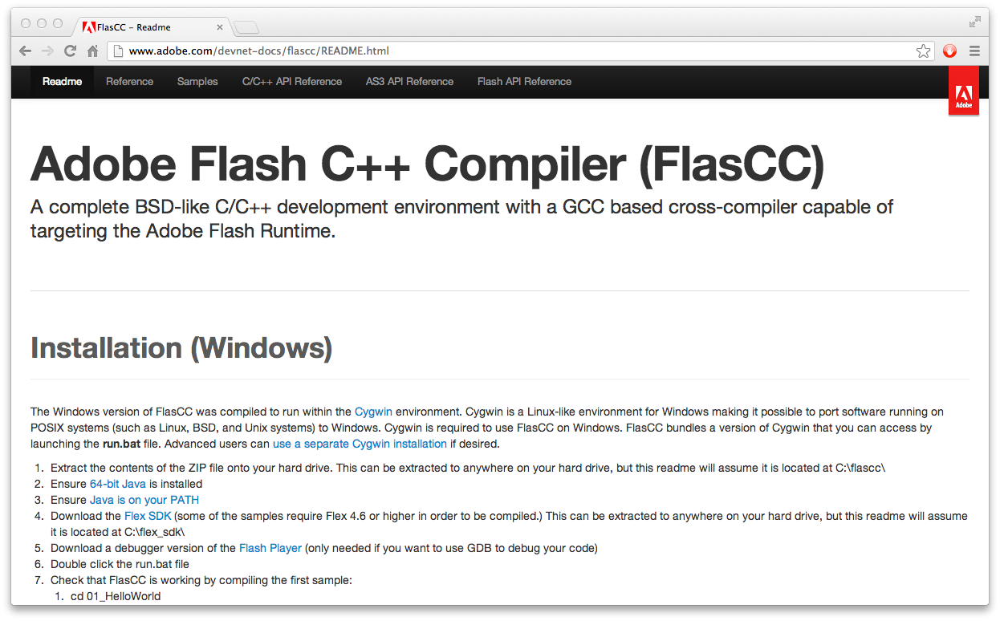 FlasCC – Readme
www.adobe.com/devnet-docs/flascc/README.html
Readme Reference Samples C/C++ API Reference AS3 API Reference Flash API Reference
Adobe
Adobe Flash C++ Compiler (FlasCC)
A complete BSD-like C/C++ development environment with a GCC based cross-compiler capable of
targeting the Adobe Flash Runtime.
Installation (Windows)
The Windows version of FlasCC was compiled to run within the Cygwin environment. Cygwin is a Linux-like environment for Windows making it possible to port software running on
POSIX systems (such as Linux, BSD, and Unix systems) to Windows. Cygwin is required to use FlasCC on Windows. FlasCC bundles a version of Cygwin that you can access by
launching the run.bat file. Advanced users can use a separate Cygwin installation if desired.
1. Extract the contents of the ZIP file onto your hard drive. This can be extracted to anywhere on your hard drive, but this readme will assume it is located at C:\flascc\
2. Ensure 64-bit Java is installed
3. Ensure Java is on your PATH
4. Download the Flex SDK (some of the samples require Flex 4.6 or higher in order to be compiled.) This can be extracted to anywhere on your hard drive, but this readme will assume
it is located at C:\flex_sdk\
5. Download a debugger version of the Flash Player (only needed if you want to use GDB to debug your code)
6. Double click the run.bat file
7. Check that FlasCC is working by compiling the first sample:
1. cd 01_HelloWorld